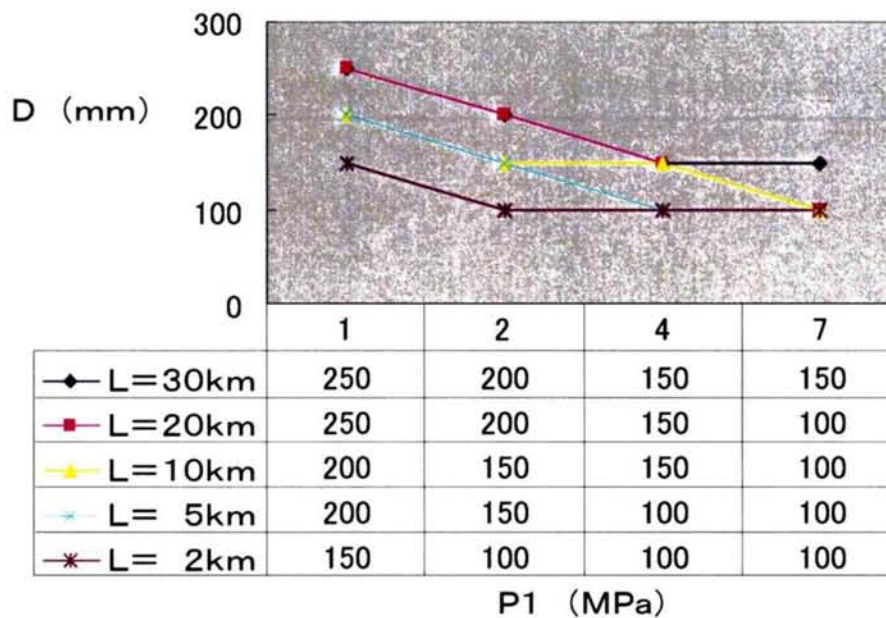 300
D (mm) 200
100
0
1 2 4 7
L=30km 250 200 150 150
L=20km 250 200 150 100
L=10km 200 150 150 100
L= 5km 200 150 100 100
L= 2km 150 100 100 100
P1 (MPa)